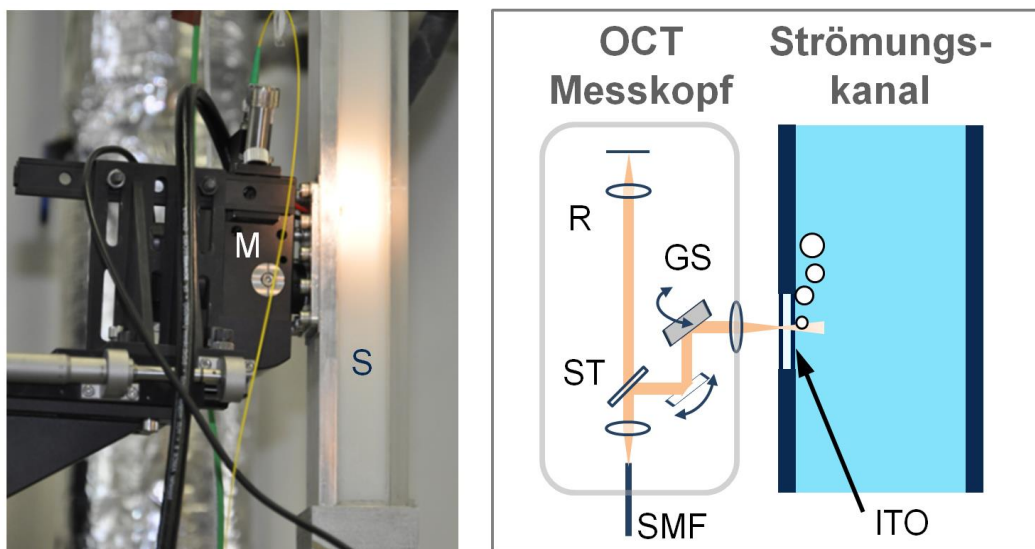 M
S
OCT
Messkopf
Strömungs-
kanal
R
GS
ST
SMF
ITO